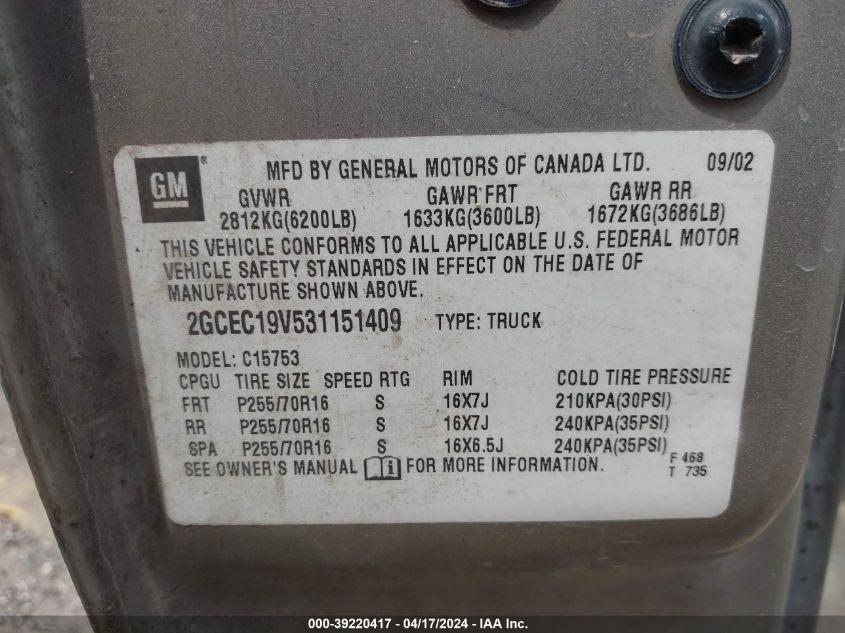 GM ® MFD BY GENERAL MOTORS OF CANADA LTD. 09/02
GVWR GAWR FRT GAWR RR
2812KG(6200LB) 1633KG(3600LB) 1672KG(3686LB)
THIS VEHICLE CONFORMS TO ALL APPLICABLE U.S. FEDERAL MOTOR
VEHICLE SAFETY STANDARDS IN EFFECT ON THE DATE OF
MANUFACTURE SHOWN ABOVE.
2GCEC19V531151409 TYPE: TRUCK
MODEL: C15753
CPGU TIRE SIZE SPEED RTG RIM COLD TIRE PRESSURE
FRT P255/70R16 S 16X7J 210KPA(30PSI)
RR P255/70R16 S 16X7J 240KPA(35PSI)
SPA P255/70R16 S 16X6.5J 240KPA(35PSI)
SEE OWNER'S MANUAL i FOR MORE INFORMATION. F 468
T 735
000-39220417 - 04/17/2024 - IAA Inc.